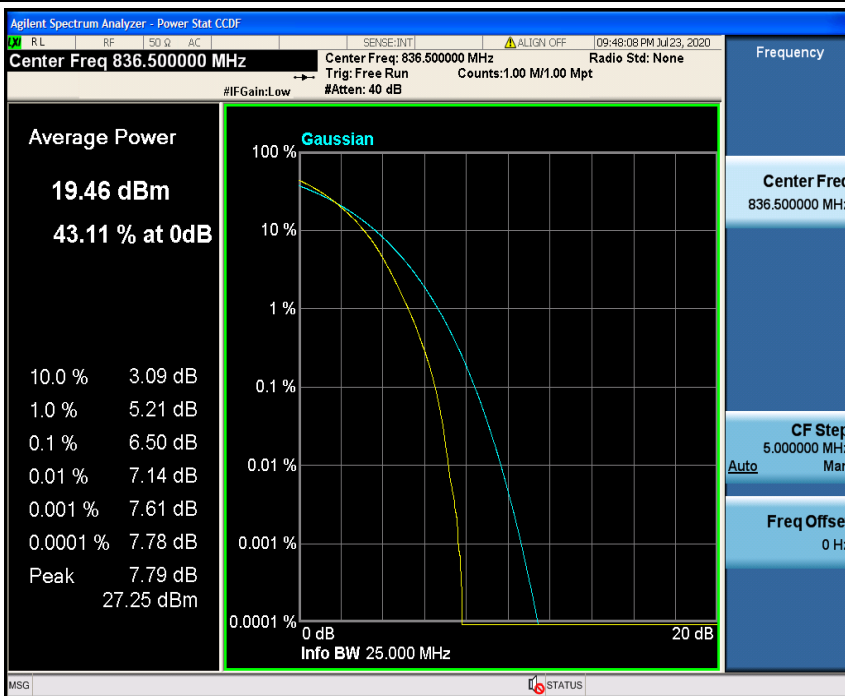 Agilent Spectrum Analyzer - Power Stat CCDF
RL RF 50 Ω AC SENSE:INT ALIGN OFF 09:48:08 PM Jul 23, 2020
Center Freq 836.500000 MHz
Center Freq: 836.500000 MHz Radio Std: None
Trig: Free Run Counts:1.00 M/1.00 Mpt
#IFGain:Low #Atten: 40 dB
Average Power
19.46 dBm
43.11 % at 0dB
10.0 % 3.09 dB
1.0 % 5.21 dB
0.1 % 6.50 dB
0.01 % 7.14 dB
0.001 % 7.61 dB
0.0001 % 7.78 dB
Peak 7.79 dB
27.25 dBm
Gaussian
100 %
10 %
1 %
0.1 %
0.01 %
0.001 %
0.0001 %
0 dB 20 dB
Info BW 25.000 MHz
Frequency
Center Freq
836.500000 MHz
CF Step
5.000000 MHz
Auto Man
Freq Offse
0 Hz
MSG STATUS